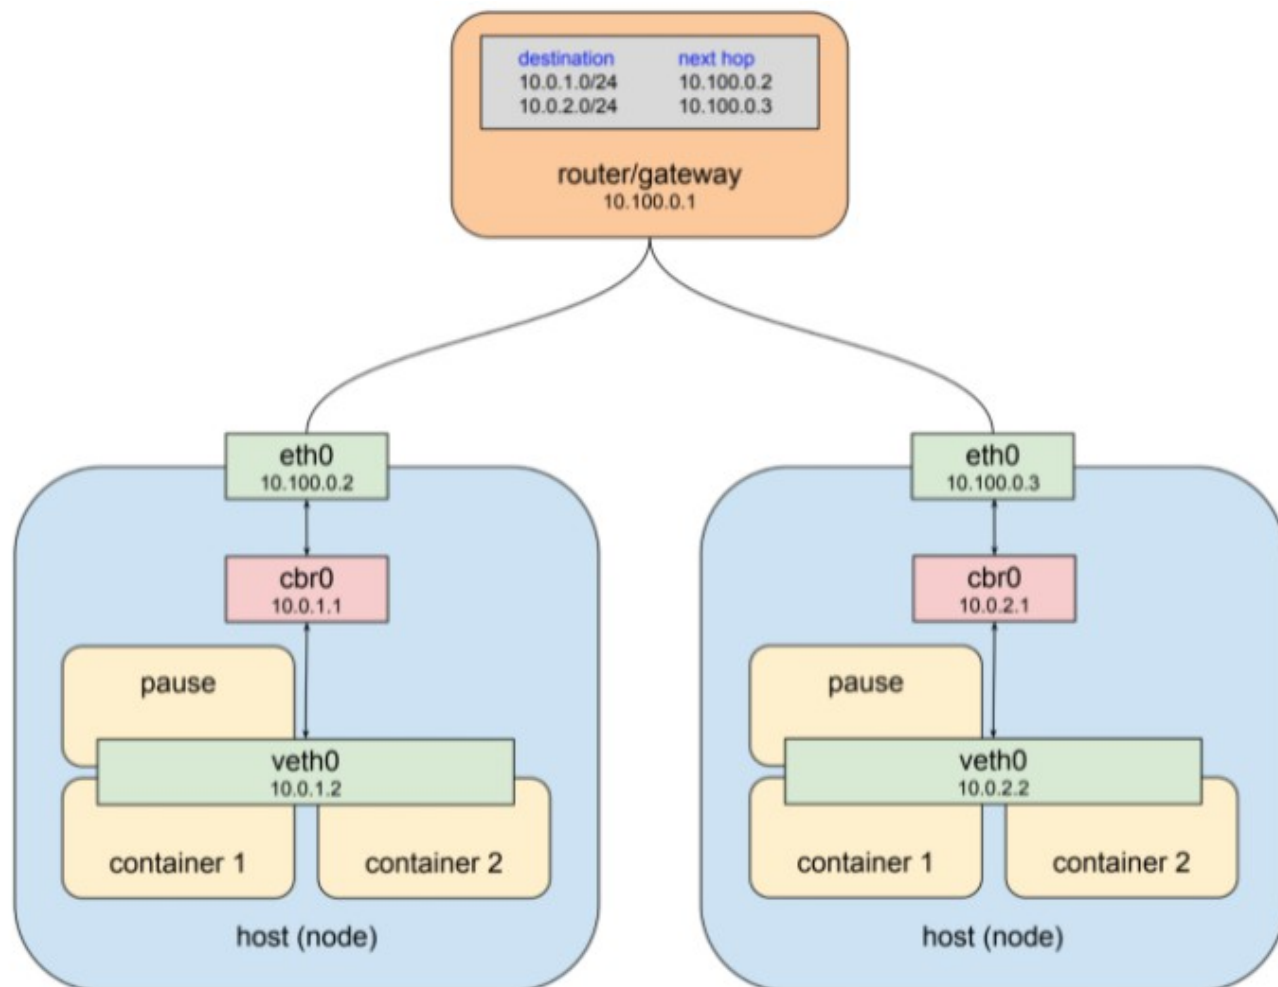 destination next hop
10.0.1.0/24 10.100.0.2
10.0.2.0/24 10.100.0.3
router/gateway
10.100.0.1
eth0
10.100.0.2
cbr0
10.0.1.1
pause
veth0
10.0.1.2
container 1
container 2
host (node)
eth0
10.100.0.3
cbr0
10.0.2.1
pause
veth0
10.0.2.2
container 1
container 2
host (node)